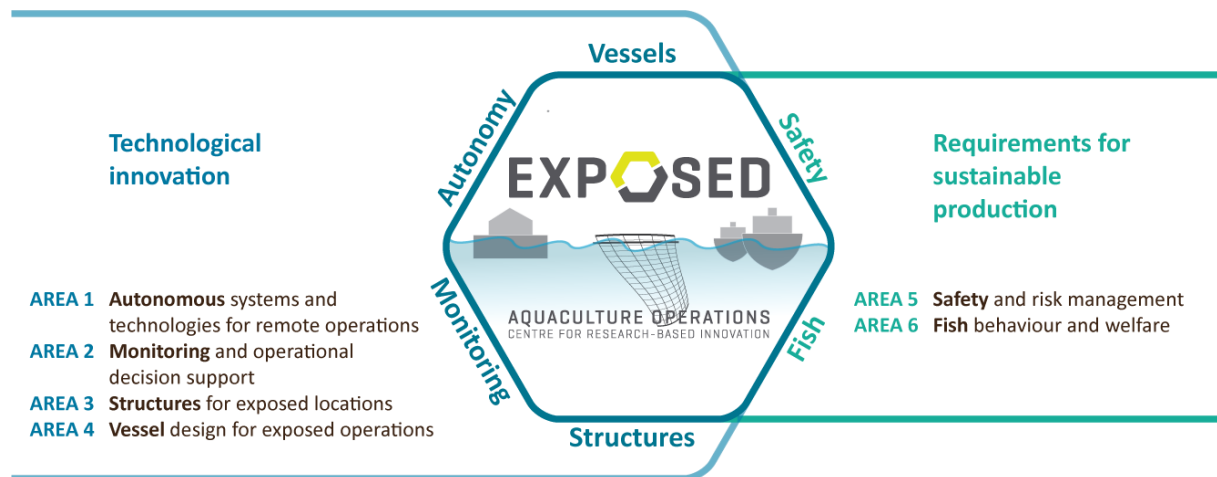 Vessels
Autonomy
Safety
Technological
innovation
EXPOSED
Requirements for
sustainable
production
Monitoring
Fish
AQUACULTURE OPERATIONS
CENTRE FOR RESEARCH-BASED INNOVATION
AREA 1 Autonomous systems and
technologies for remote operations
AREA 2 Monitoring and operational
decision support
AREA 3 Structures for exposed locations
AREA 4 Vessel design for exposed operations
AREA 5 Safety and risk management
AREA 6 Fish behaviour and welfare
Structures